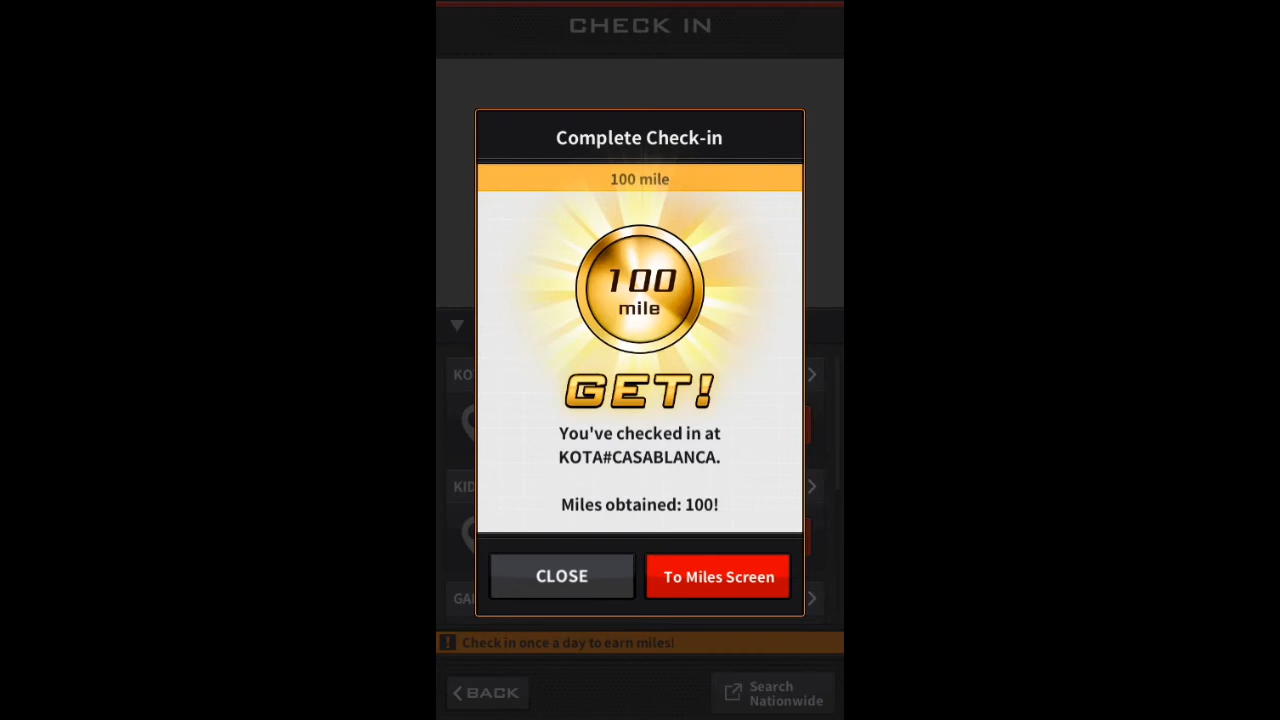 CHECK IN
Complete Check-in
100 mile
100
mile
GET!
You've checked in at
KOTA#CASABLANCA.
Miles obtained: 100!
CLOSE
To Miles Screen
Check in once a day to earn miles!
BACK
Search
Nationwide